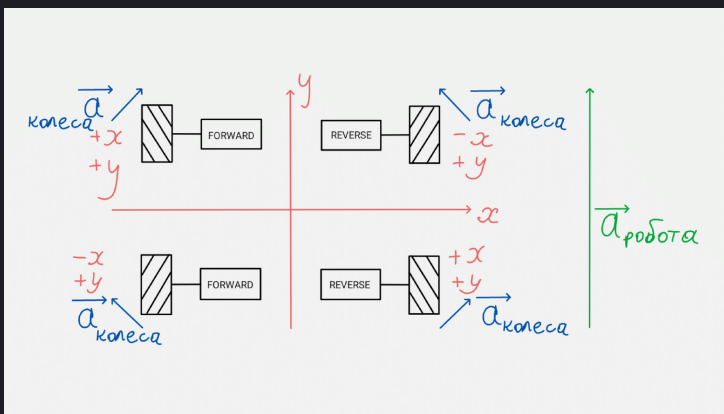 a
колеса
+x
+y
FORWARD
y
REVERSE
a
колеса
-x
+y
x
a робота
-x
+y
a
колеса
FORWARD
REVERSE
+x
+y
a
колеса